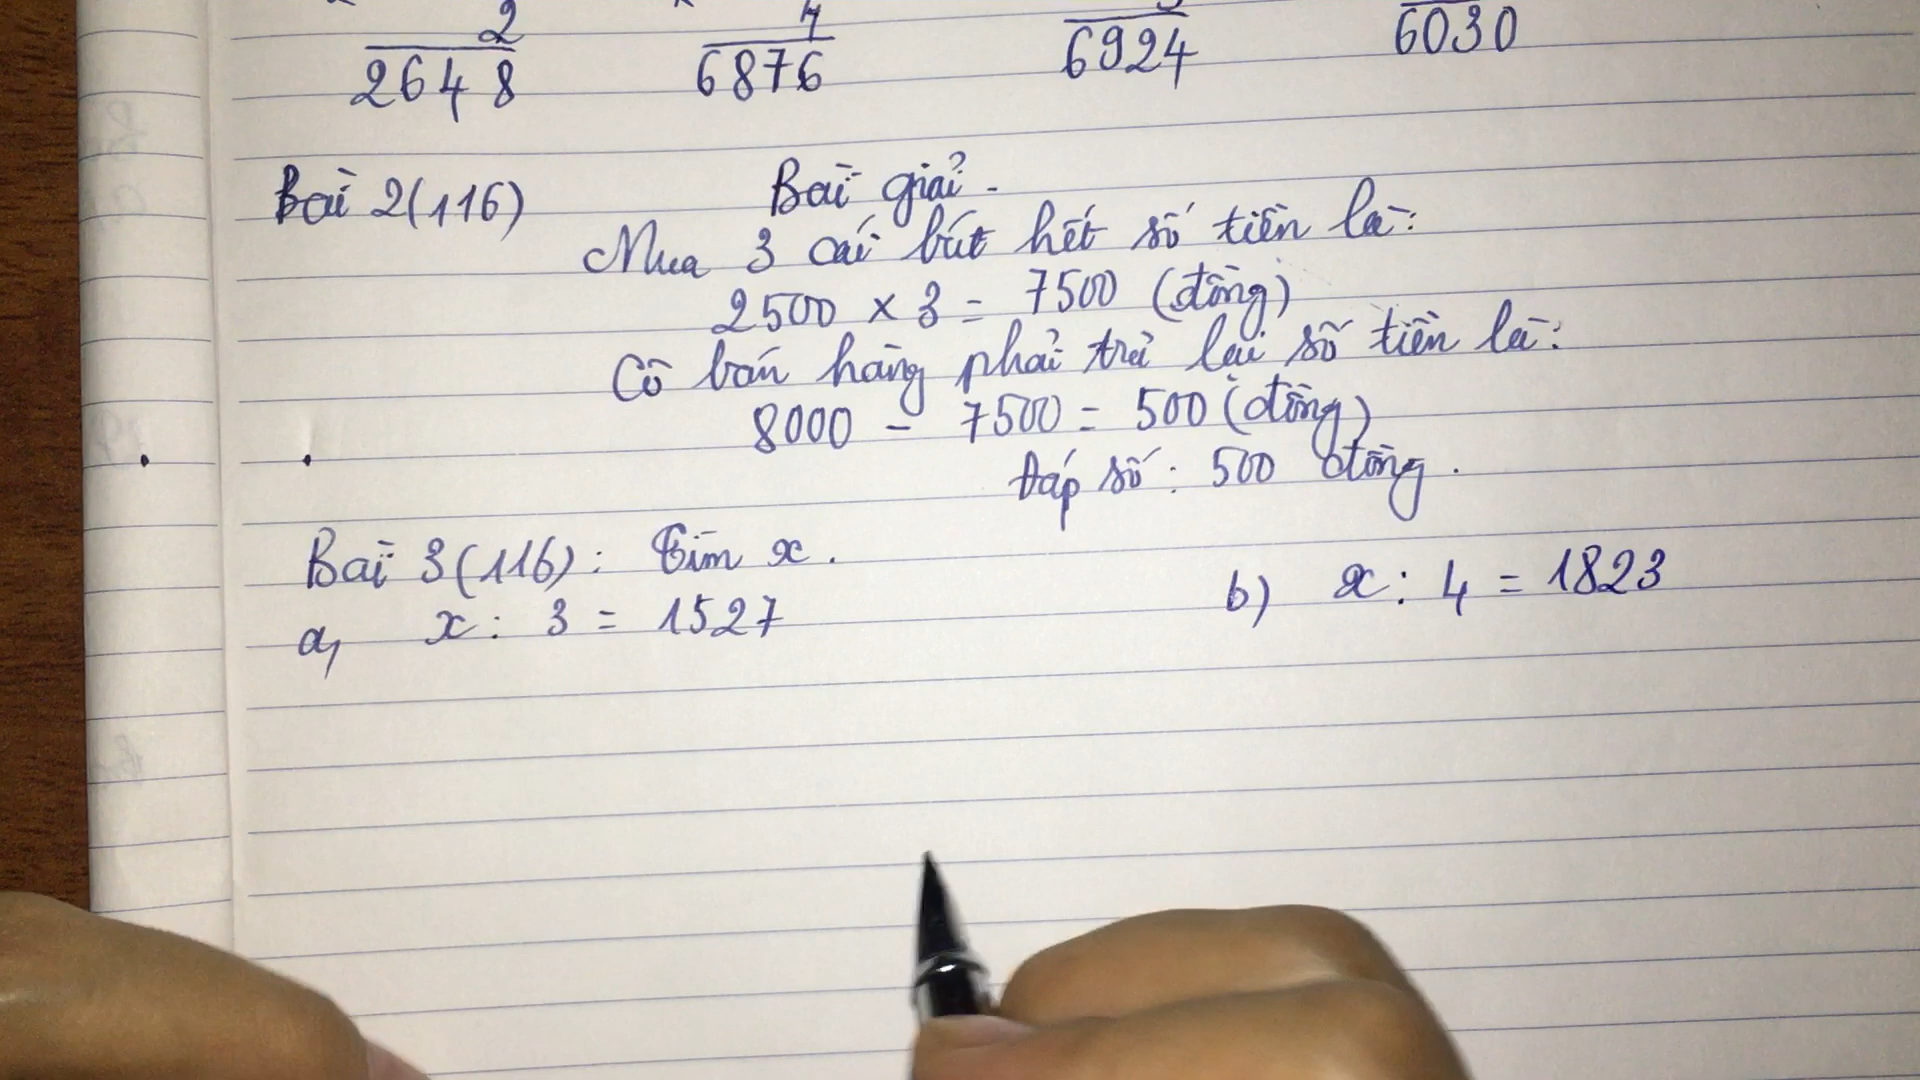 2 4
2648 6876 6924 6030
Bài 2(116) Bài giải.
Mua 3 cái bút hết số tiền là:
2500 x 3 = 7500 (đồng)
Cô bán hàng phải trả lại số tiền là:
8000 - 7500 = 500 (đồng)
Đáp số: 500 đồng.
Bài 3(116): Tìm x.
a, x : 3 = 1527 b) x : 4 = 1823